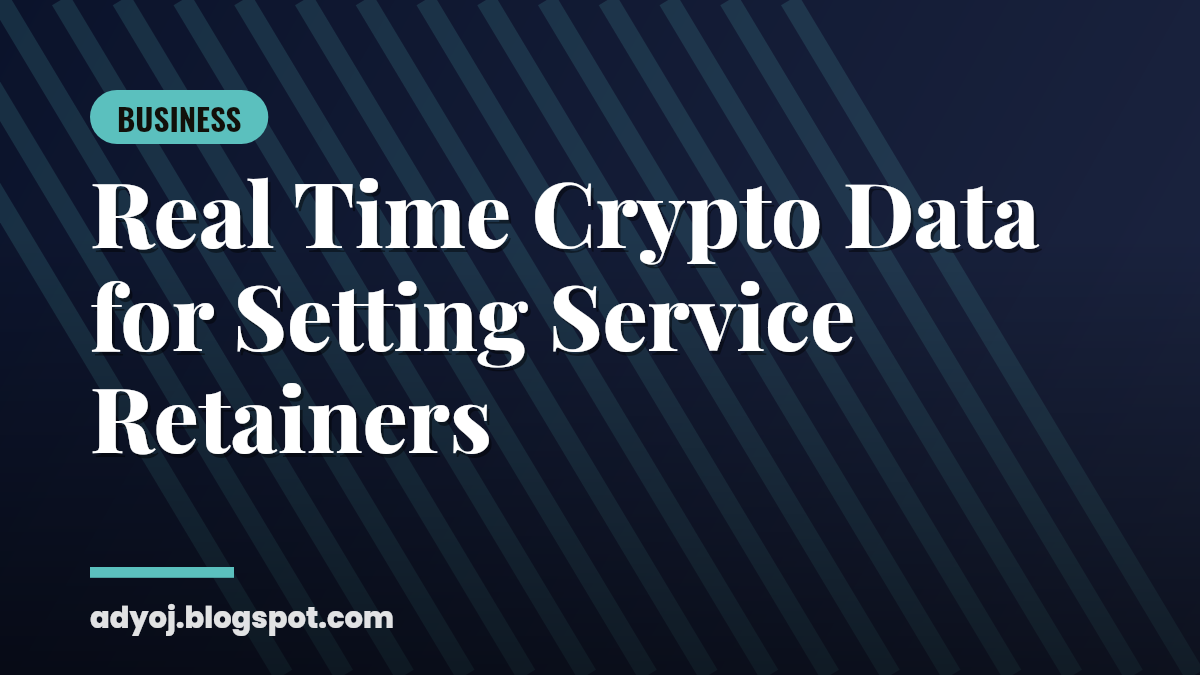 BUSINESS
Real Time Crypto Data
for Setting Service
Retainers
adyoj.blogspot.com